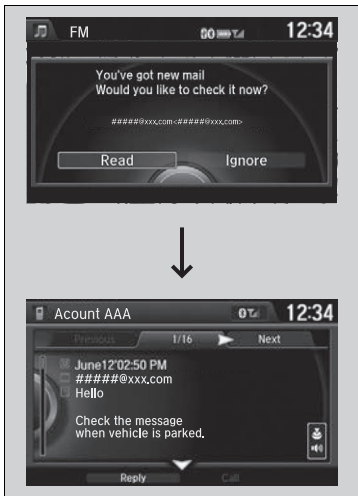 FM 12:34
You've got new mail
Would you like to check it now?
#####@xxx.com<#####@xxx.com>
Read Ignore
Acount AAA 12:34
Previous 1/16 Next
June12'02:50 PM
#####@xxx.com
Hello
Check the message
when vehicle is parked.
Reply Call